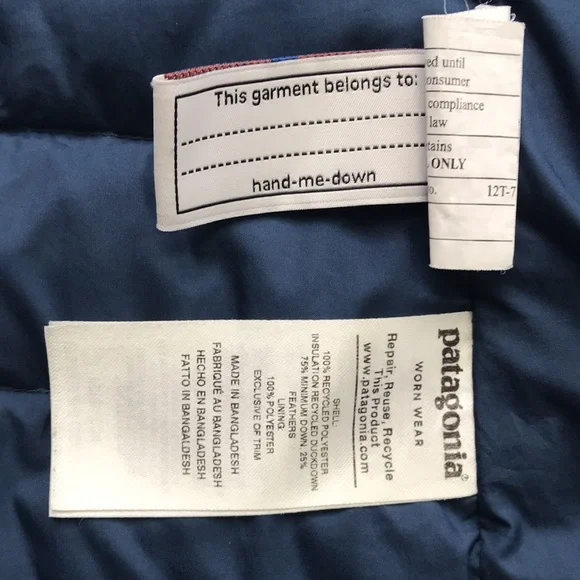 This garment belongs to:
hand-me-down
ed until
onsumer
compliance
law
tains
. ONLY
o. 12T-7
patagonia®
WORN WEAR
Repair, Reuse, Recycle
This Product
www.patagonia.com
SHELL:
100% RECYCLED POLYESTER
INSULATION RECYCLED DUCKDOWN
75% MINIMUM DOWN, 25%
FEATHERS
LINING
100% POLYESTER
EXCLUSIVE OF TRIM
MADE IN BANGLADESH
FABRIQUÉ AU BANGLADESH
HECHO EN BANGLADESH
FATTO IN BANGALDESH